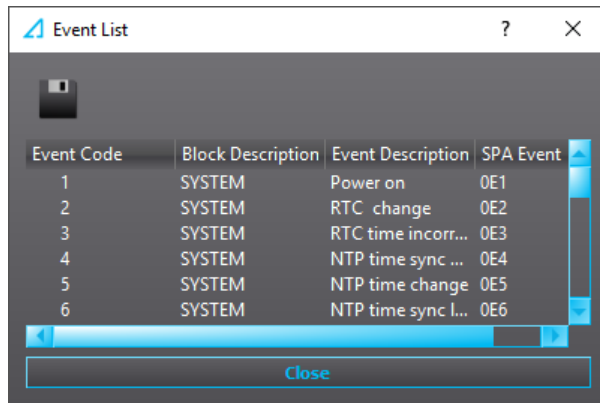 Event List ?
Event Code Block Description Event Description SPA Event
1 SYSTEM Power on 0E1
2 SYSTEM RTC change 0E2
3 SYSTEM RTC time incorr... 0E3
4 SYSTEM NTP time sync ... 0E4
5 SYSTEM NTP time change 0E5
6 SYSTEM NTP time sync l... 0E6
Close